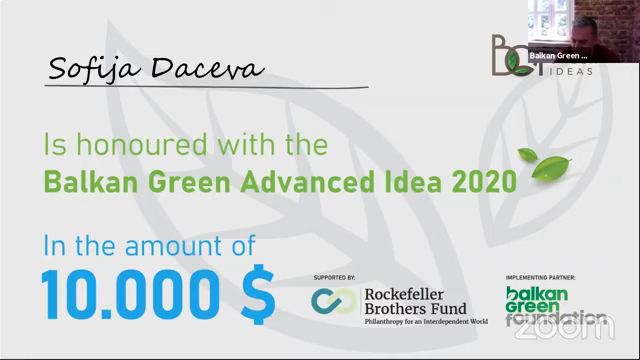 Sofija Daceva
Balkan Green ...
IDEAS
Is honoured with the
Balkan Green Advanced Idea 2020
In the amount of
10.000 $
SUPPORTED BY:
Rockefeller
Brothers Fund
Philanthropy for an Interdependent World
IMPLEMENTING PARTNER:
balkan
green
foundation
zoom